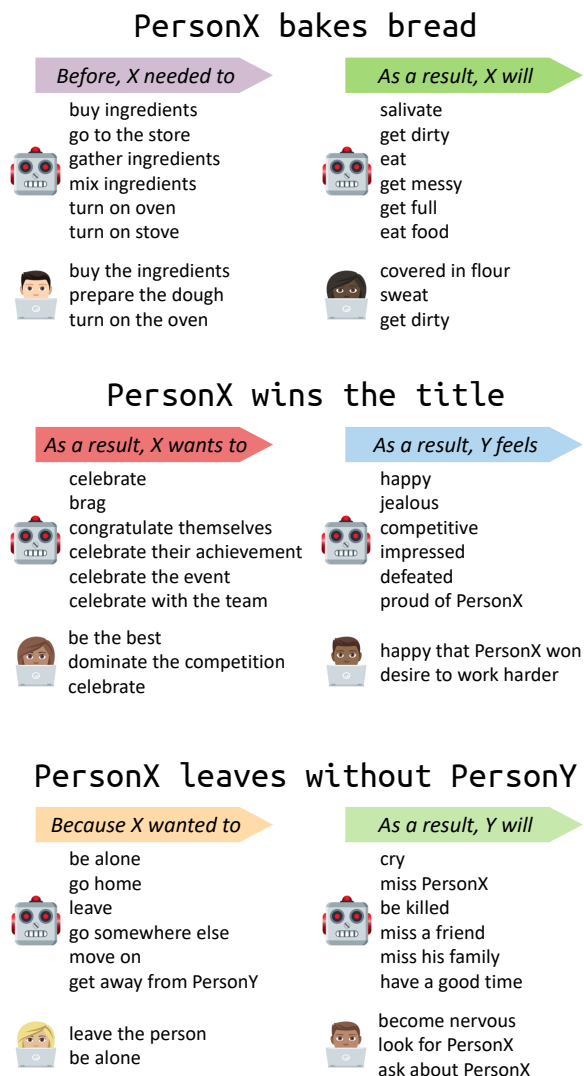 PersonX bakes bread
Before, X needed to
buy ingredients
go to the store
gather ingredients
mix ingredients
turn on oven
turn on stove
buy the ingredients
prepare the dough
turn on the oven
As a result, X will
salivate
get dirty
eat
get messy
get full
eat food
covered in flour
sweat
get dirty
PersonX wins the title
As a result, X wants to
celebrate
brag
congratulate themselves
celebrate their achievement
celebrate the event
celebrate with the team
be the best
dominate the competition
celebrate
As a result, Y feels
happy
jealous
competitive
impressed
defeated
proud of PersonX
happy that PersonX won
desire to work harder
PersonX leaves without PersonY
Because X wanted to
be alone
go home
leave
go somewhere else
move on
get away from PersonY
leave the person
be alone
As a result, Y will
cry
miss PersonX
be killed
miss a friend
miss his family
have a good time
become nervous
look for PersonX
ask about PersonX